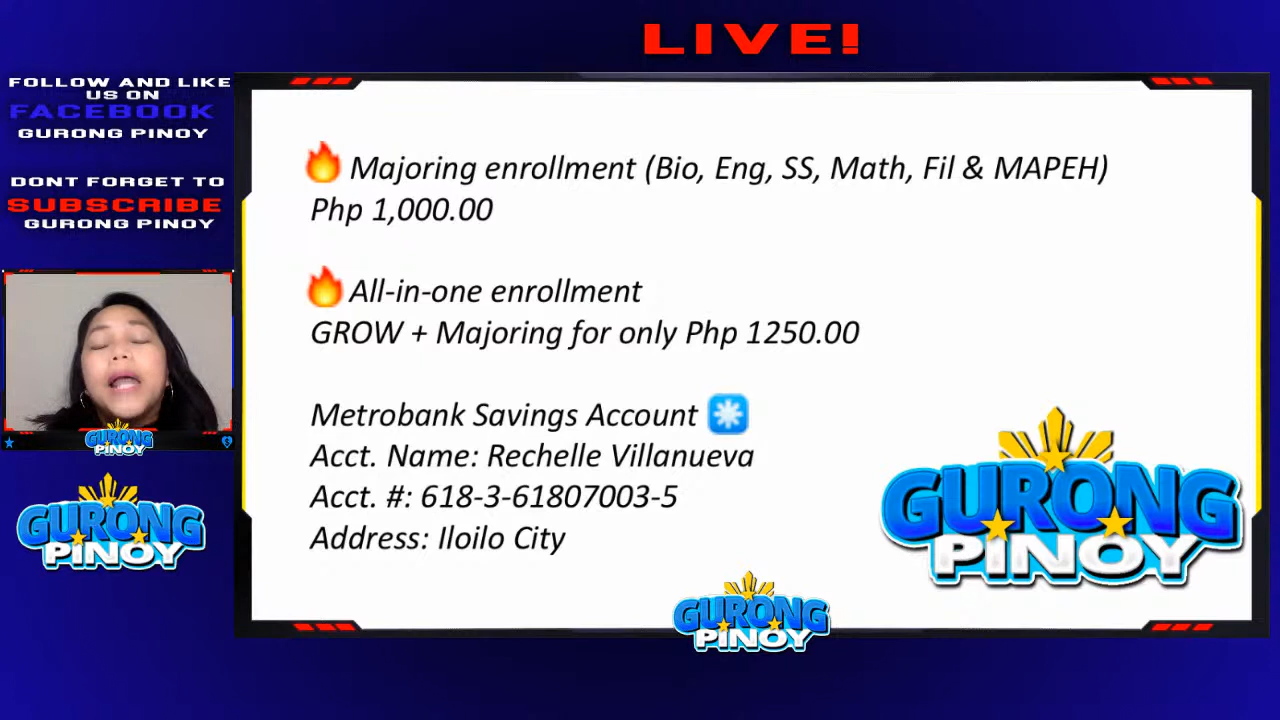 LIVE!
FOLLOW AND LIKE
US ON
FACEBOOK
GURONG PINOY
DONT FORGET TO
SUBSCRIBE
GURONG PINOY
GURONG
PINOY
GURONG
PINOY
🔥 Majoring enrollment (Bio, Eng, SS, Math, Fil & MAPEH)
Php 1,000.00
🔥 All-in-one enrollment
GROW + Majoring for only Php 1250.00
Metrobank Savings Account ✳️
Acct. Name: Rechelle Villanueva
Acct. #: 618-3-61807003-5
Address: Iloilo City
GURONG
PINOY
GURONG
PINOY